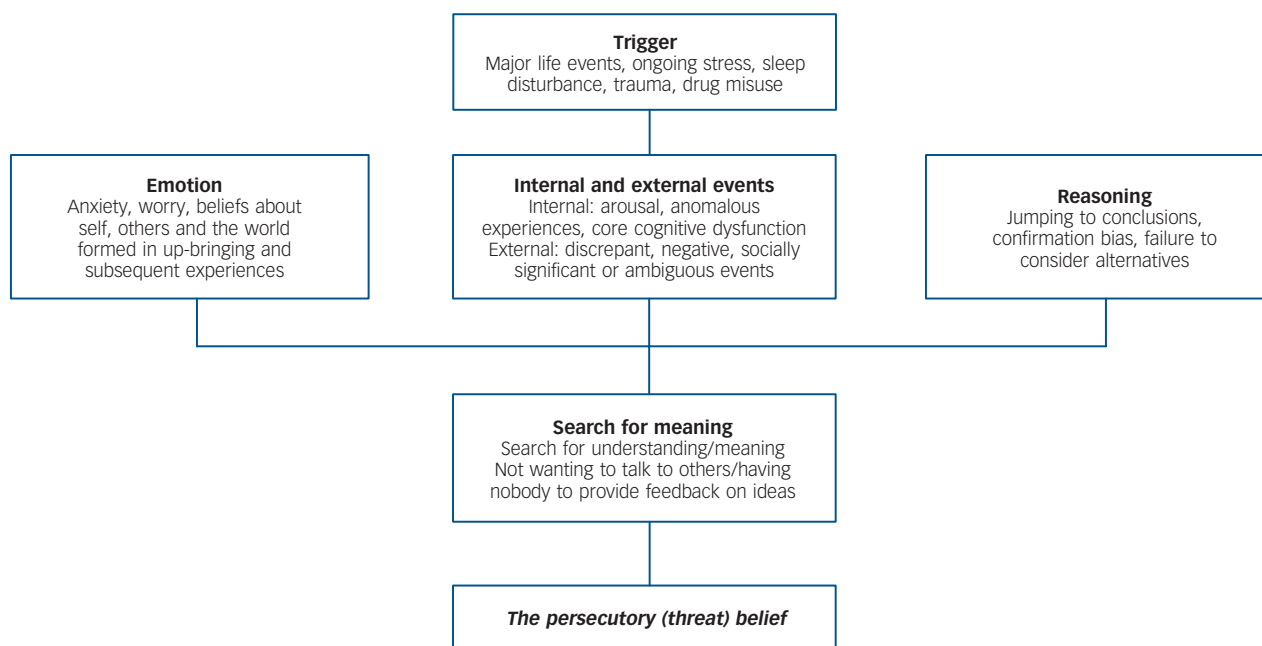 Trigger
Major life events, ongoing stress, sleep
disturbance, trauma, drug misuse
Emotion
Anxiety, worry, beliefs about
self, others and the world
formed in up-bringing and
subsequent experiences
Internal and external events
Internal: arousal, anomalous
experiences, core cognitive dysfunction
External: discrepant, negative, socially
significant or ambiguous events
Reasoning
Jumping to conclusions,
confirmation bias, failure to
consider alternatives
Search for meaning
Search for understanding/meaning
Not wanting to talk to others/having
nobody to provide feedback on ideas
The persecutory (threat) belief